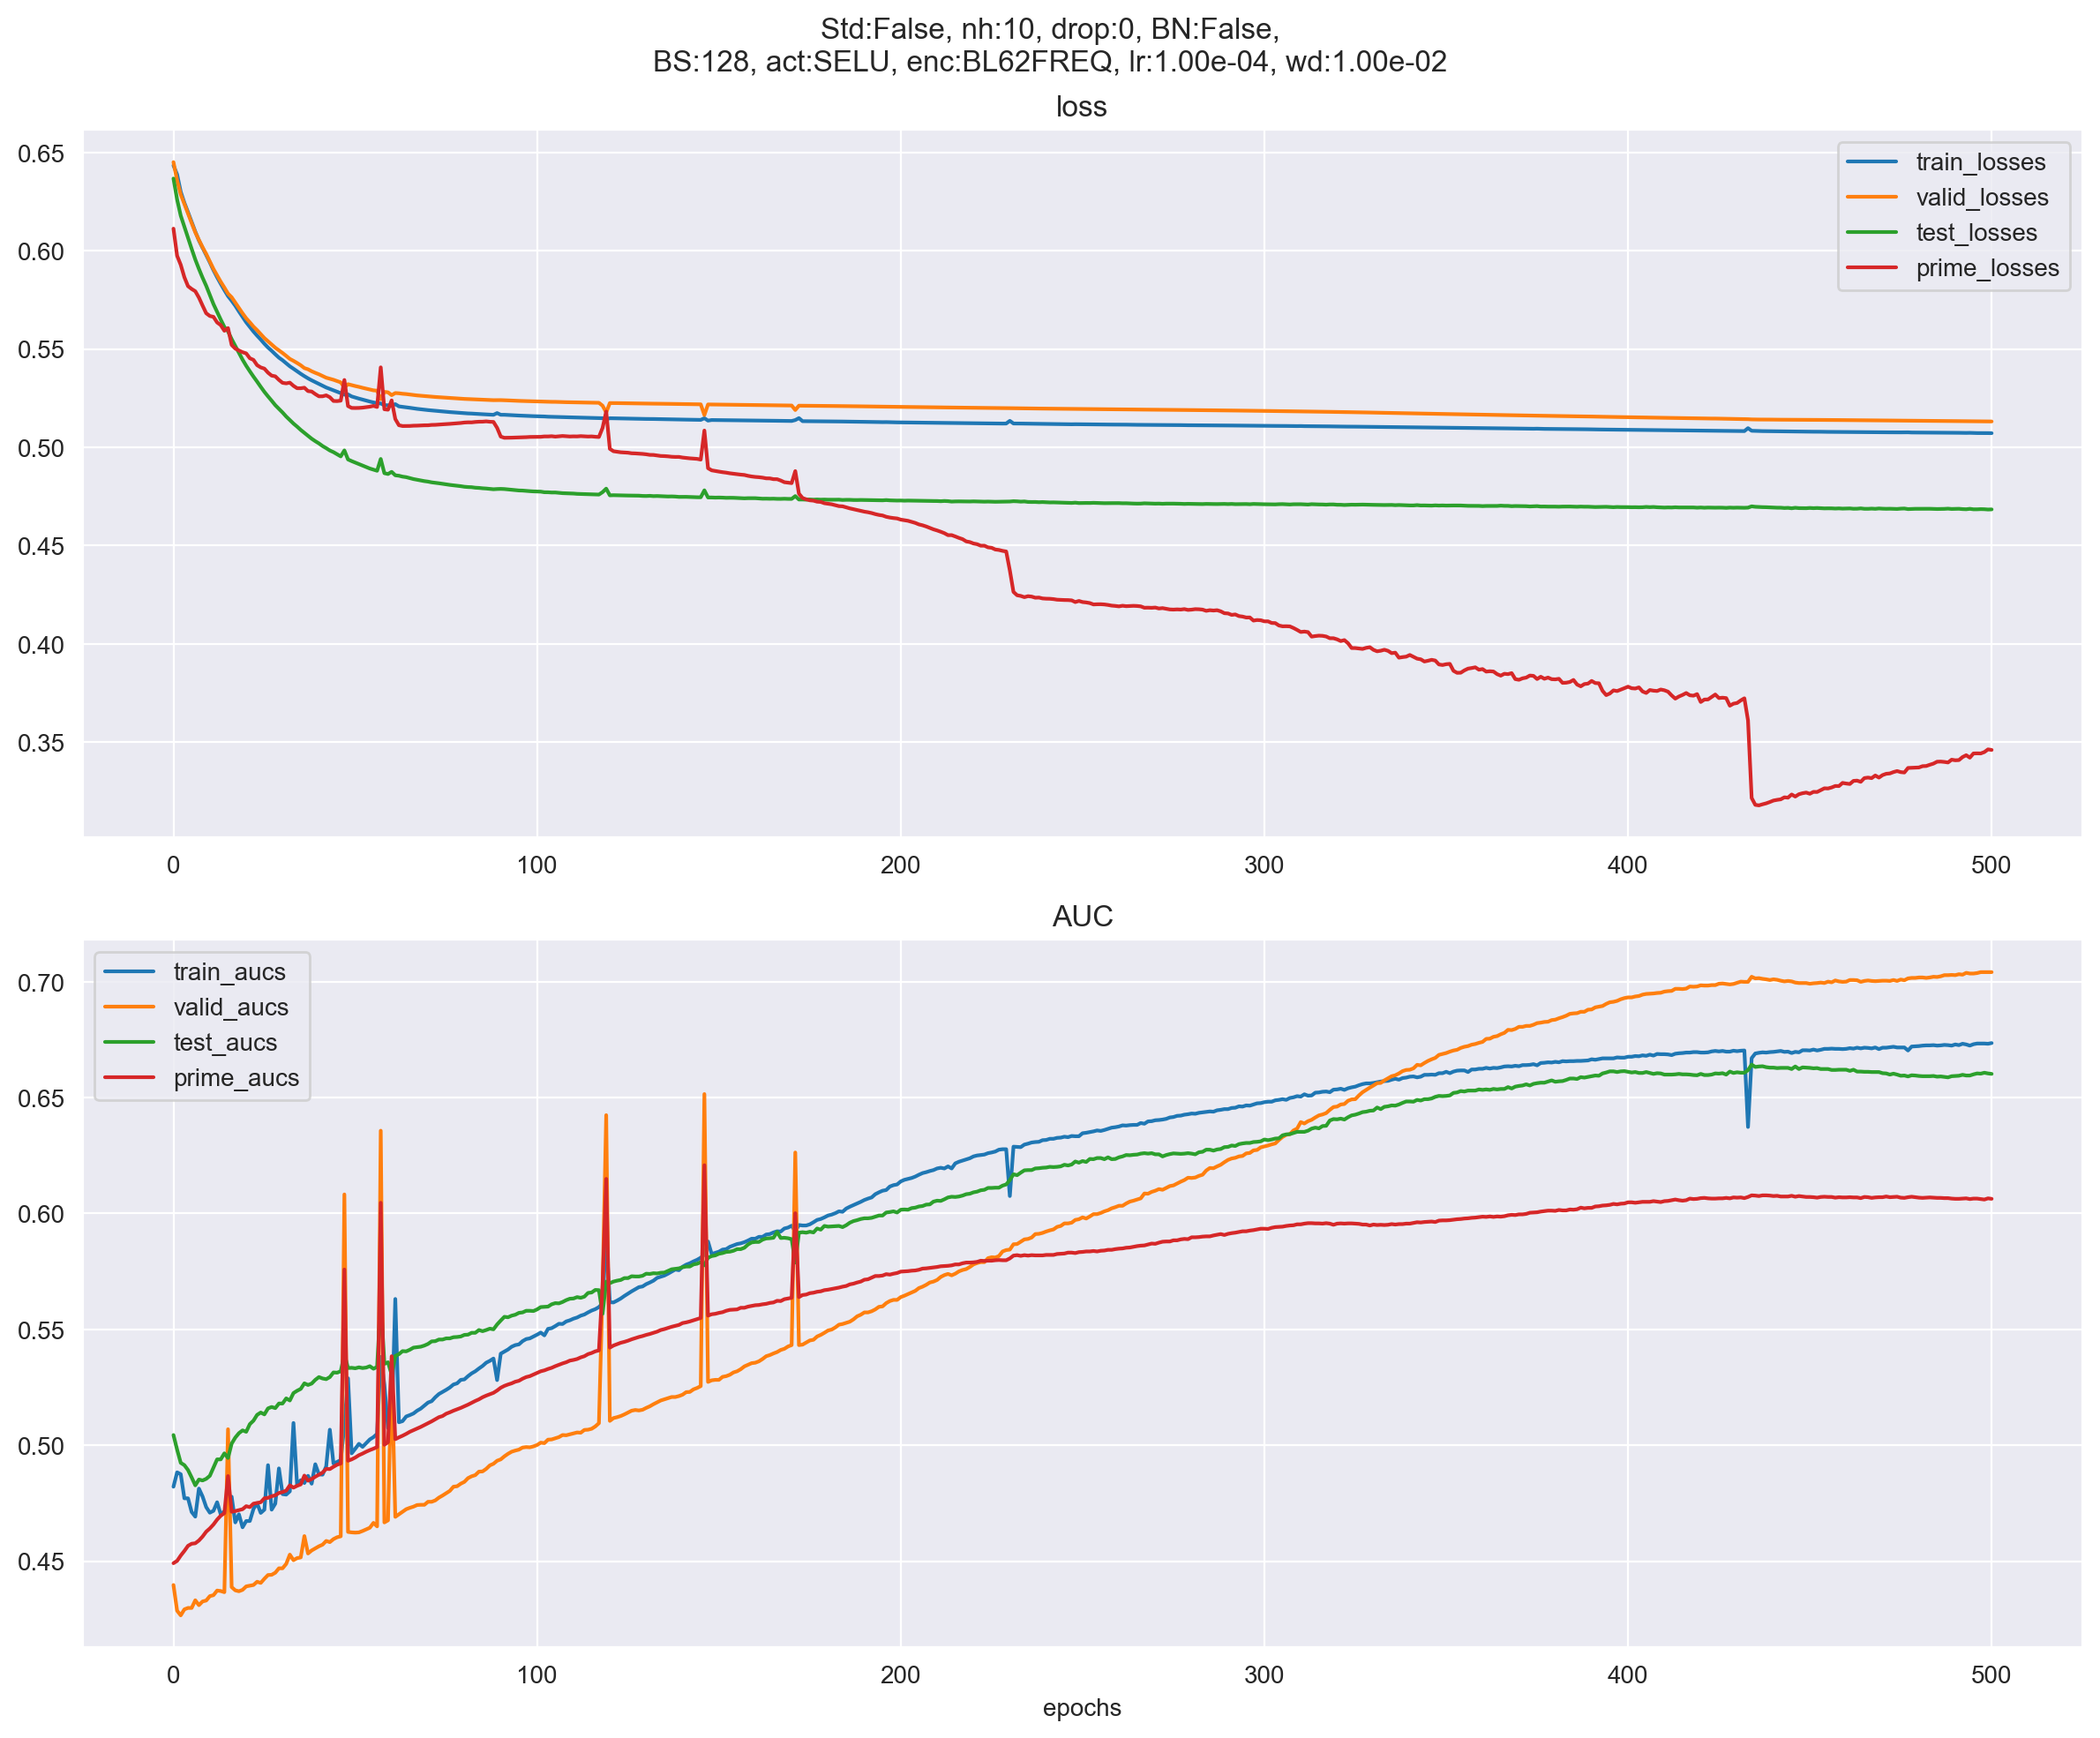 Std:False, nh:10, drop:0, BN:False,
BS:128, act:SELU, enc:BL62FREQ, lr:1.00e-04, wd:1.00e-02
loss
0.65
0.60
0.55
0.50
0.45
0.40
0.35
train_losses
valid_losses
test_losses
prime_losses
0 100 200 300 400 500
AUC
0.70
0.65
0.60
0.55
0.50
0.45
train_aucs
valid_aucs
test_aucs
prime_aucs
0 100 200 300 400 500
epochs